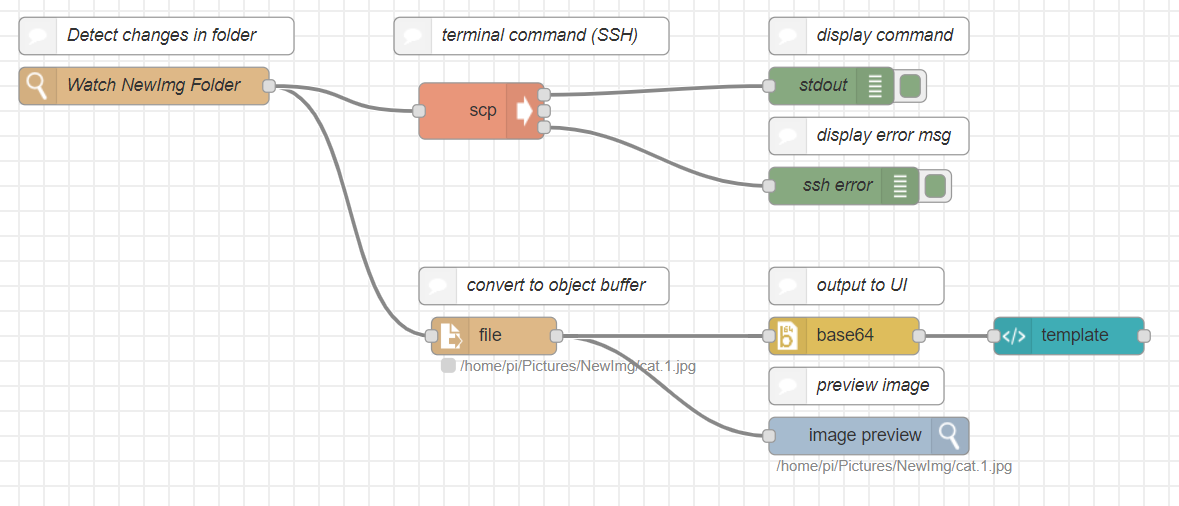 Detect changes in folder
terminal command (SSH)
display command
Watch NewImg Folder
scp
stdout
display error msg
ssh error
convert to object buffer
output to UI
file
base64
template
/home/pi/Pictures/NewImg/cat.1.jpg
preview image
image preview
/home/pi/Pictures/NewImg/cat.1.jpg